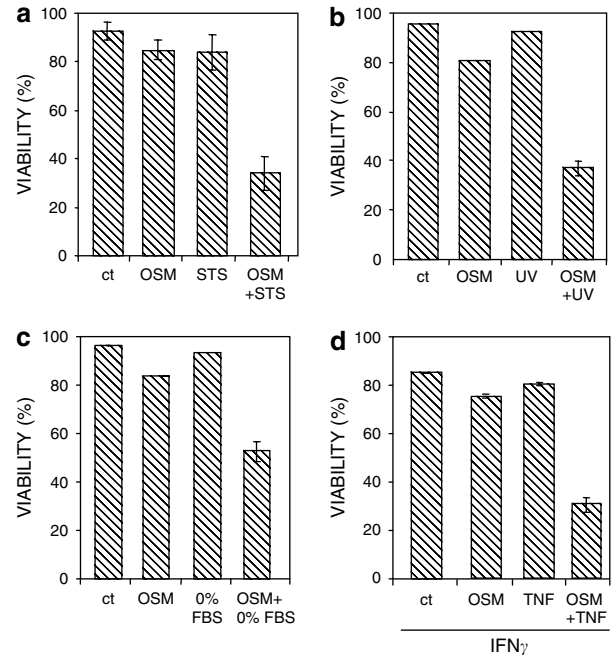 a
VIABILITY (%)
100
80
60
40
20
0
ct OSM STS OSM
+STS
b
VIABILITY (%)
100
80
60
40
20
0
ct OSM UV OSM
+UV
c
VIABILITY (%)
100
80
60
40
20
0
ct OSM 0% OSM+
FBS 0% FBS
d
VIABILITY (%)
100
80
60
40
20
0
ct OSM TNF OSM
+TNF
IFNγ